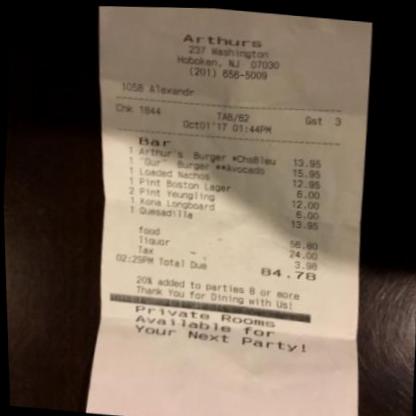 Arthurs
237 Washington
Hoboken, NJ 07030
(201) 656-5009
1058 Alexandr
Chk 1844 TAB/62 Gst 3
Oct01'17 01:44PM
Bar
1 Arthur's Burger *ChsBleu 13.95
1 "Gur" Burger **Avocado 15.95
1 Loaded Nachos 12.95
1 Pint Boston Lager 6.00
2 Pint Yeungling 12.00
1 Kona Longboard 6.00
1 Quesadilla 13.95
food 56.80
liquor 24.00
Tax 3.98
02:29PM Total Due 84.78
20% added to parties 8 or more
Thank You for Dining with Us!
Private Rooms
Available for
Your Next Party!